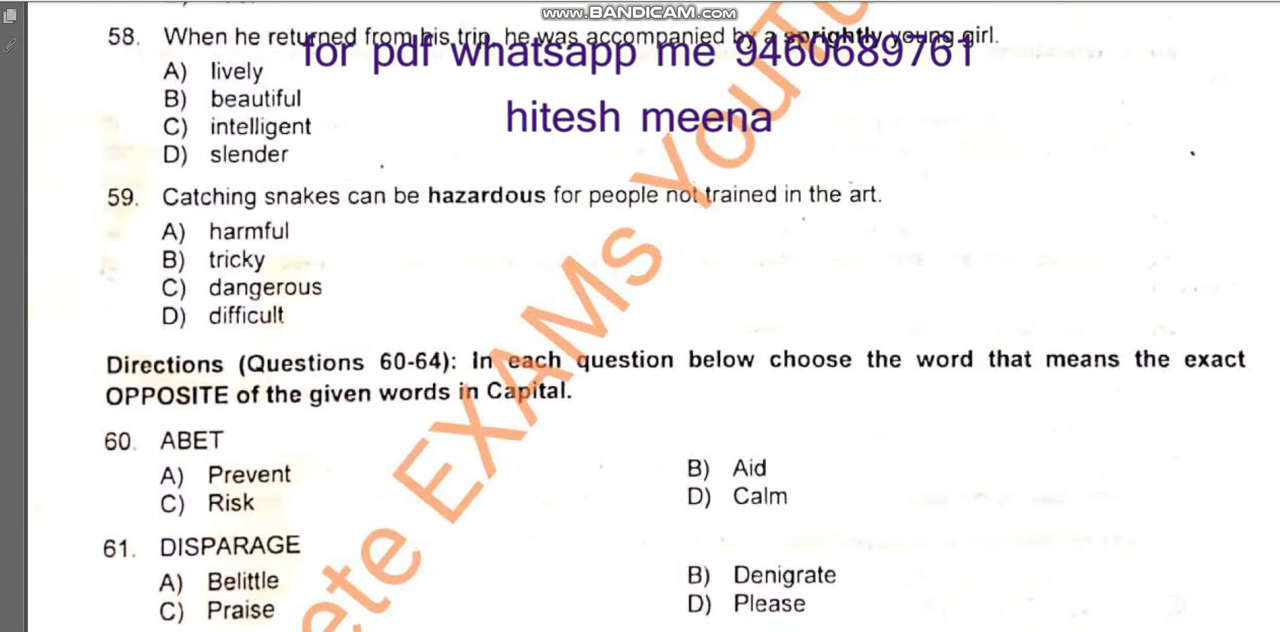 www.BANDICAM.com
58. When he returned from his trip, he was accompanied by a sprightly young girl.
for pdf whatsapp me 9460689761
A) lively
B) beautiful
hitesh meena
C) intelligent
D) slender
59. Catching snakes can be hazardous for people not trained in the art.
A) harmful
B) tricky
C) dangerous
D) difficult
Directions (Questions 60-64): In each question below choose the word that means the exact
OPPOSITE of the given words in Capital.
60. ABET
A) Prevent B) Aid
C) Risk D) Calm
61. DISPARAGE
A) Belittle B) Denigrate
C) Praise D) Please
ete EXAMs YouT